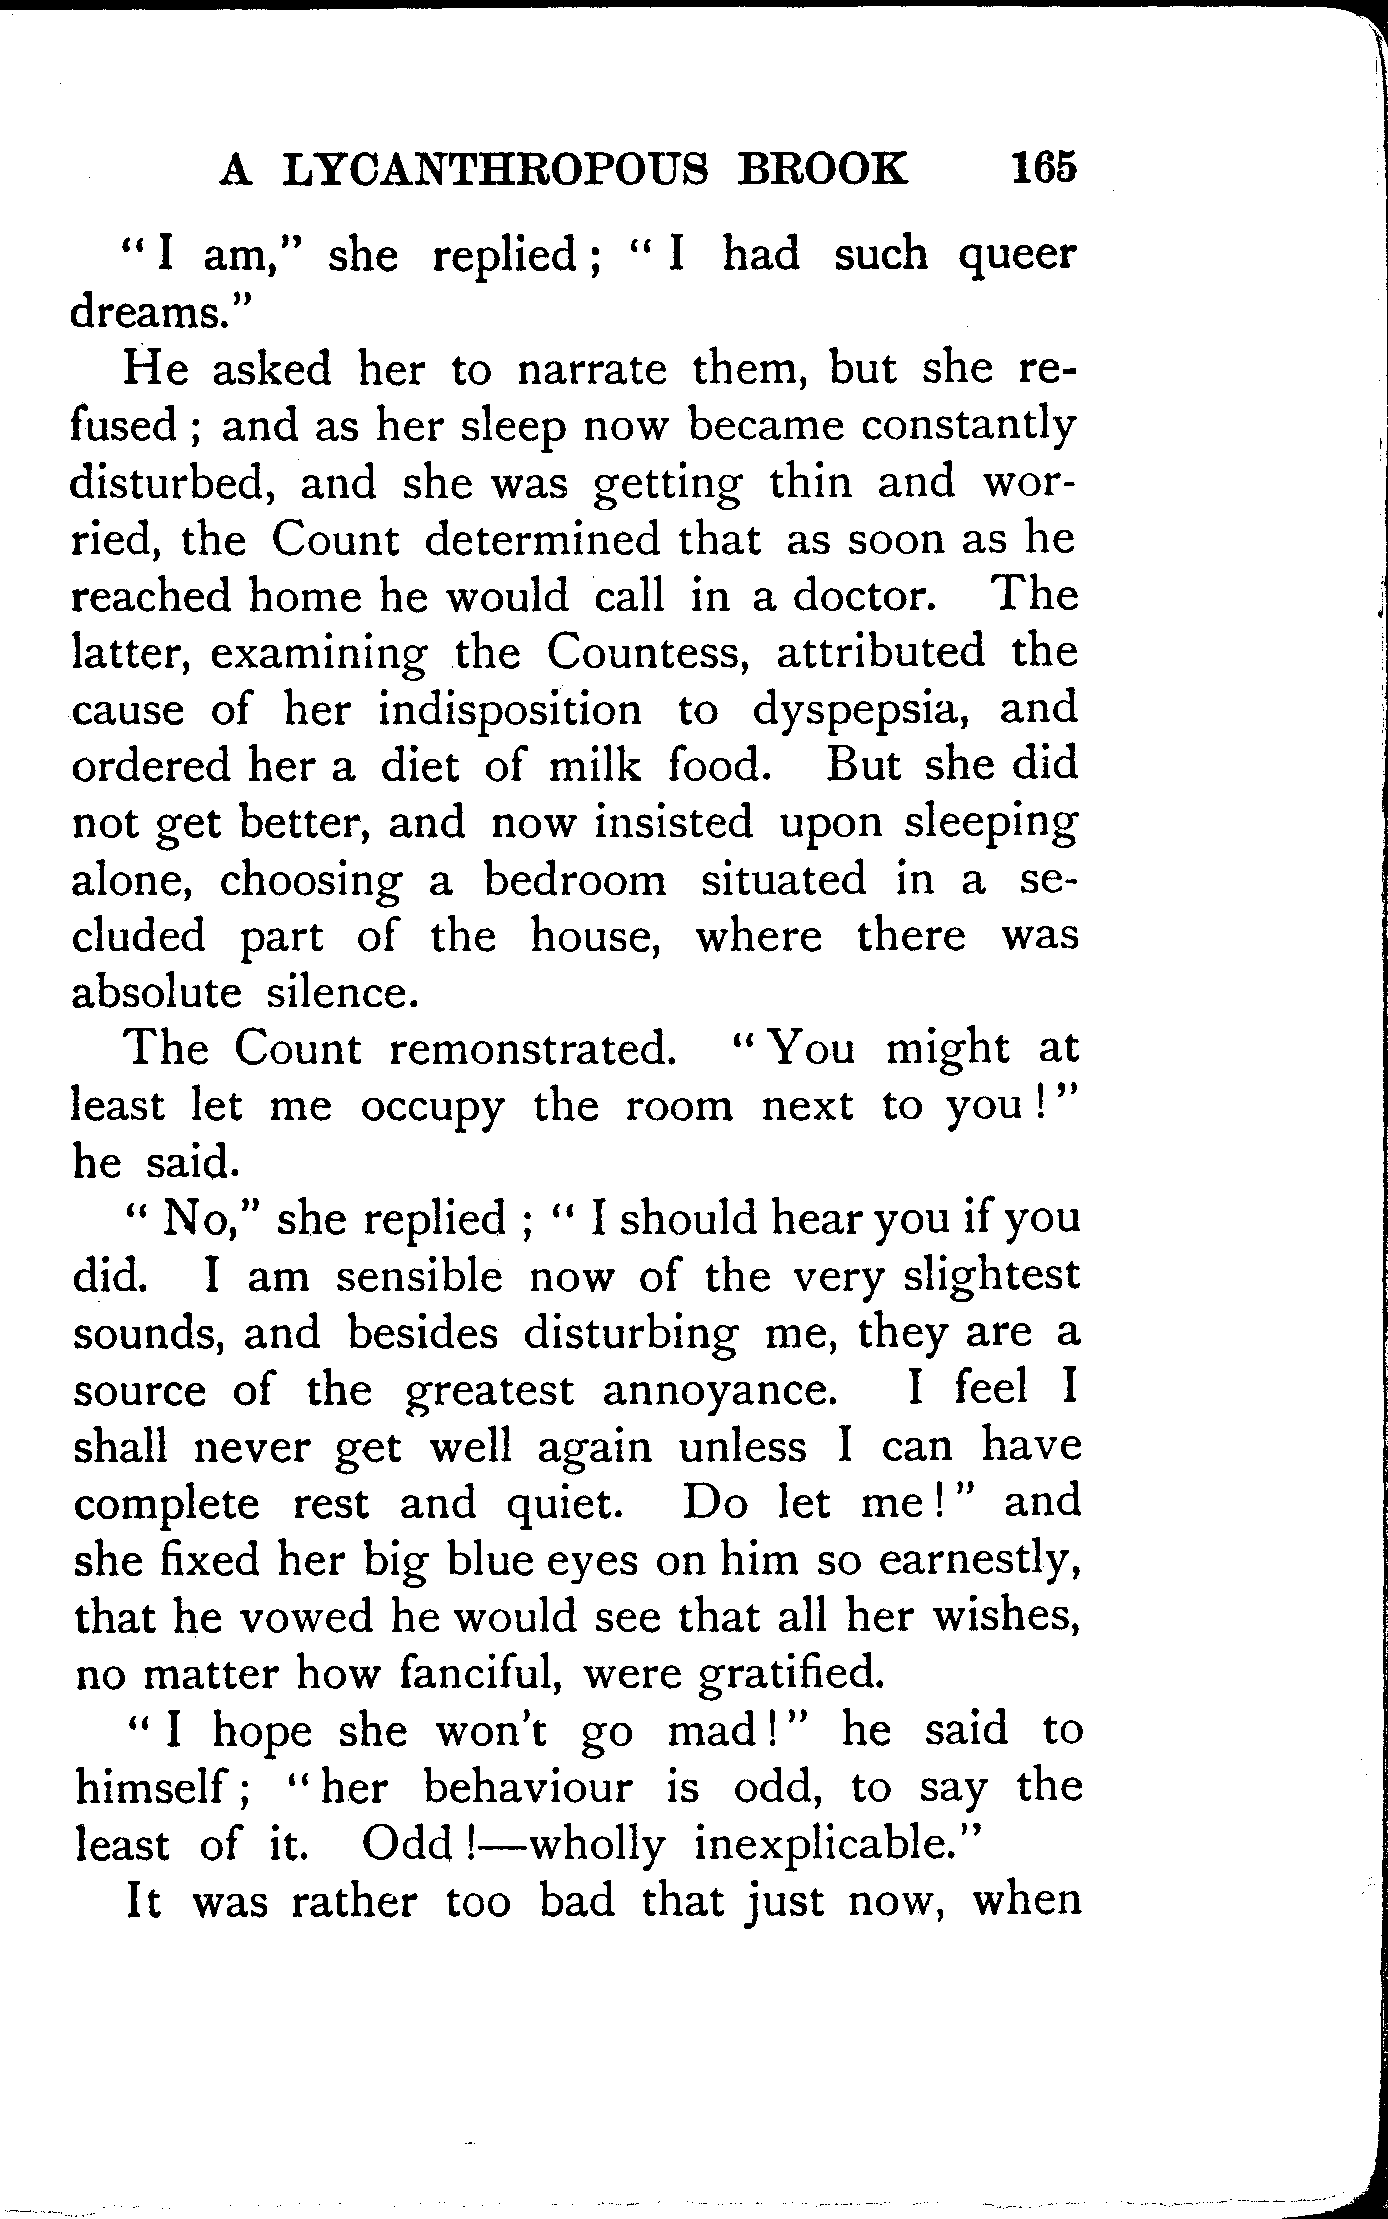 A LYCANTHROPOUS BROOK 165
"I am," she replied; "I had such queer
dreams."
He asked her to narrate them, but she re-
fused; and as her sleep now became constantly
disturbed, and she was getting thin and wor-
ried, the Count determined that as soon as he
reached home he would call in a doctor. The
latter, examining the Countess, attributed the
cause of her indisposition to dyspepsia, and
ordered her a diet of milk food. But she did
not get better, and now insisted upon sleeping
alone, choosing a bedroom situated in a se-
cluded part of the house, where there was
absolute silence.
The Count remonstrated. "You might at
least let me occupy the room next to you!"
he said.
"No," she replied; "I should hear you if you
did. I am sensible now of the very slightest
sounds, and besides disturbing me, they are a
source of the greatest annoyance. I feel I
shall never get well again unless I can have
complete rest and quiet. Do let me!" and
she fixed her big blue eyes on him so earnestly,
that he vowed he would see that all her wishes,
no matter how fanciful, were gratified.
"I hope she won't go mad!" he said to
himself; "her behaviour is odd, to say the
least of it. Odd!—wholly inexplicable."
It was rather too bad that just now, when